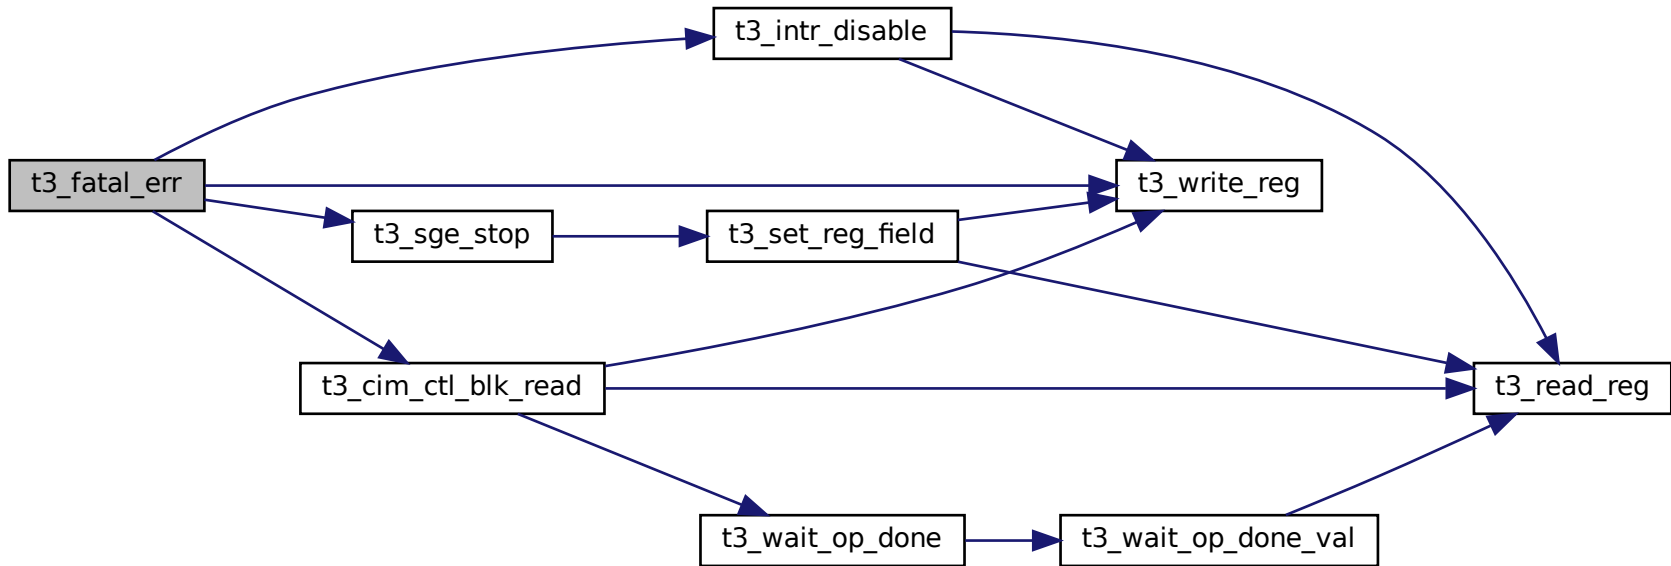 t3_intr_disable
t3_fatal_err
t3_write_reg
t3_sge_stop
t3_set_reg_field
t3_cim_ctl_blk_read
t3_read_reg
t3_wait_op_done
t3_wait_op_done_val